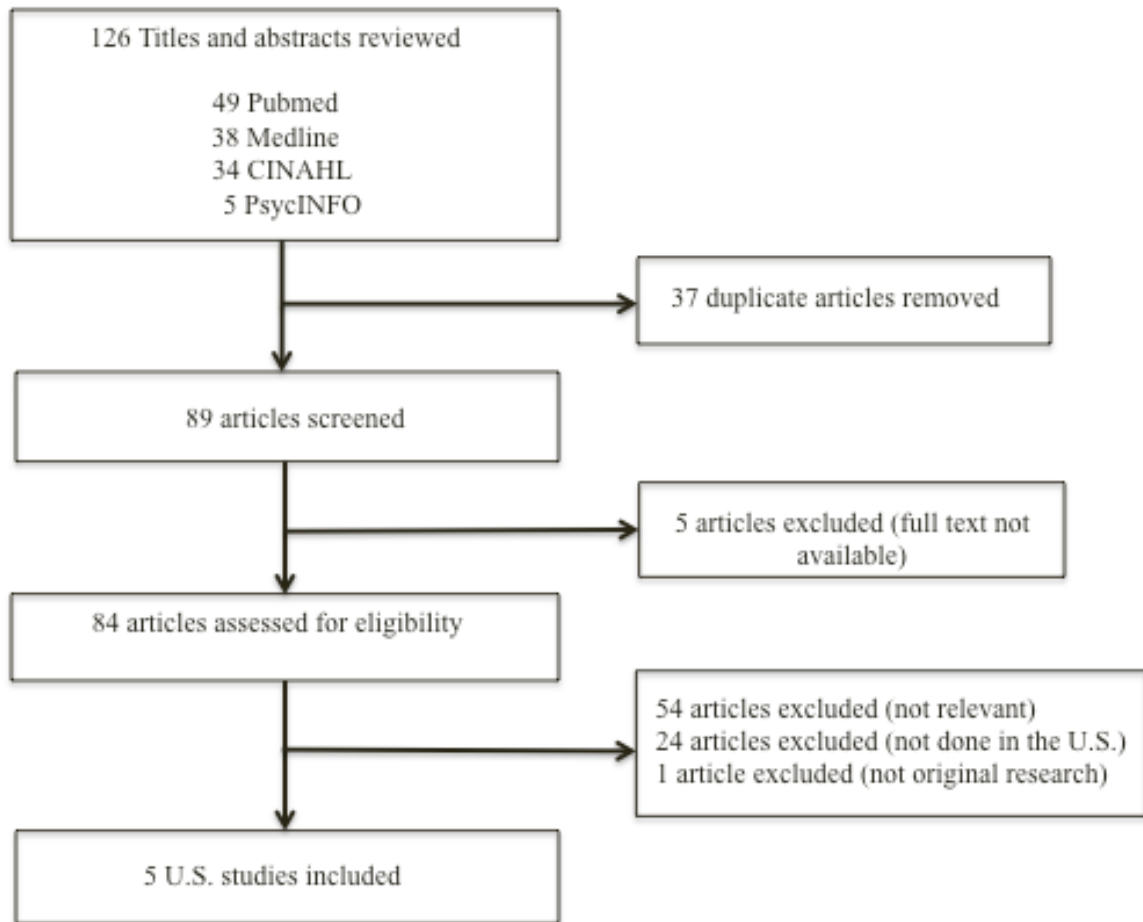 126 Titles and abstracts reviewed
49 Pubmed
38 Medline
34 CINAHL
5 PsycINFO
37 duplicate articles removed
89 articles screened
5 articles excluded (full text not
available)
84 articles assessed for eligibility
54 articles excluded (not relevant)
24 articles excluded (not done in the U.S.)
1 article excluded (not original research)
5 U.S. studies included